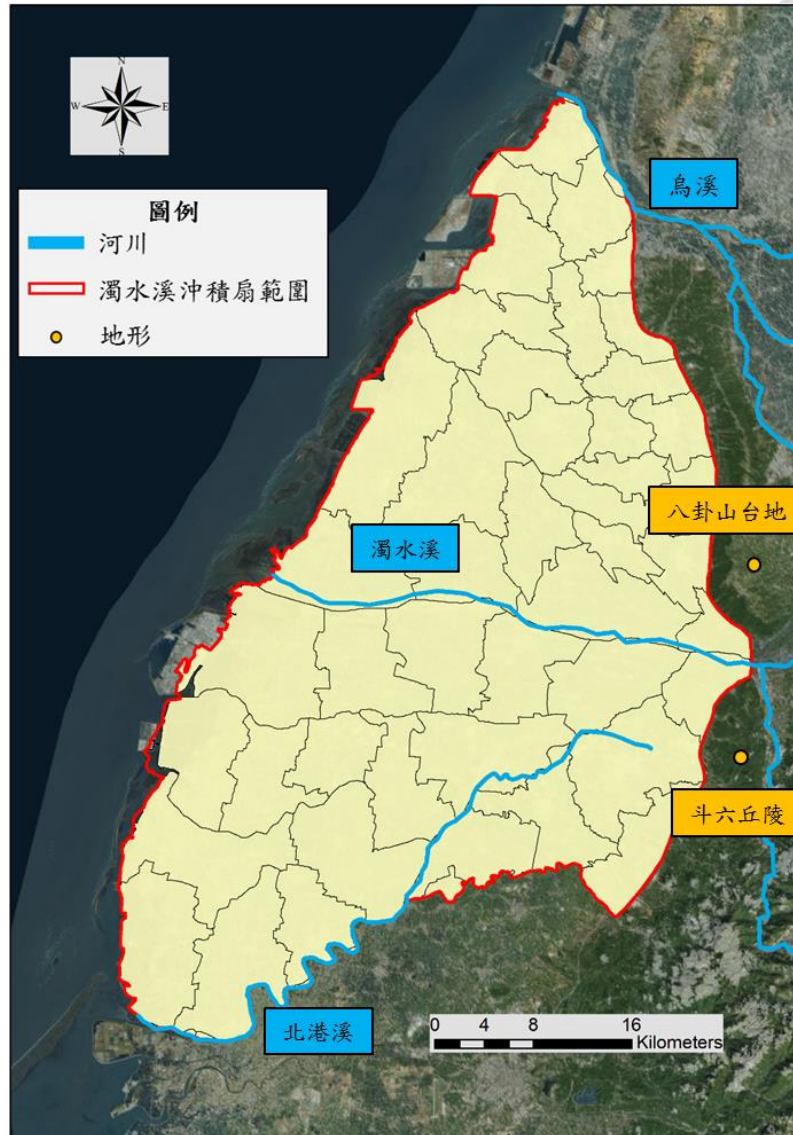 N
W
E
S
圖例
河川
濁水溪沖積扇範圍
地形
烏溪
八卦山台地
濁水溪
斗六丘陵
北港溪
0 4 8 16
Kilometers